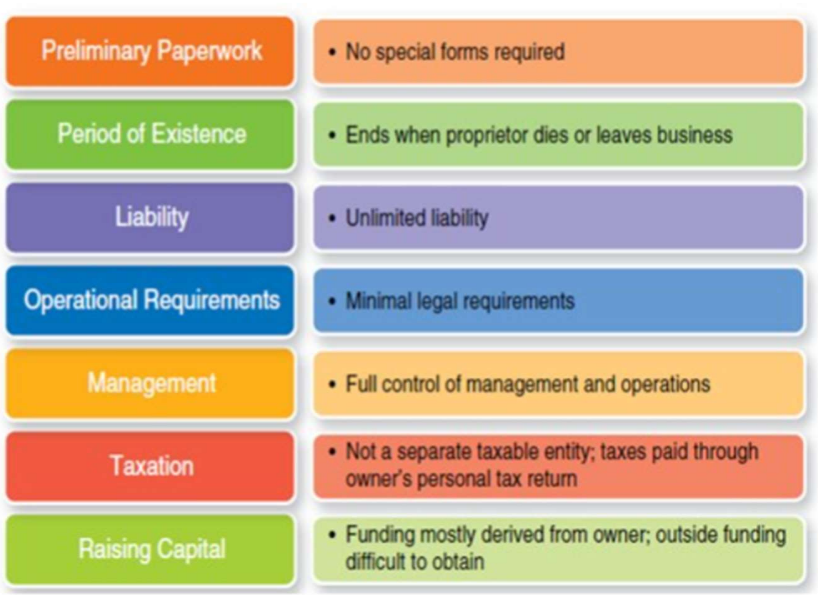 Preliminary Paperwork
• No special forms required
Period of Existence
• Ends when proprietor dies or leaves business
Liability
• Unlimited liability
Operational Requirements
• Minimal legal requirements
Management
• Full control of management and operations
Taxation
• Not a separate taxable entity; taxes paid through
owner's personal tax return
Raising Capital
• Funding mostly derived from owner; outside funding
difficult to obtain